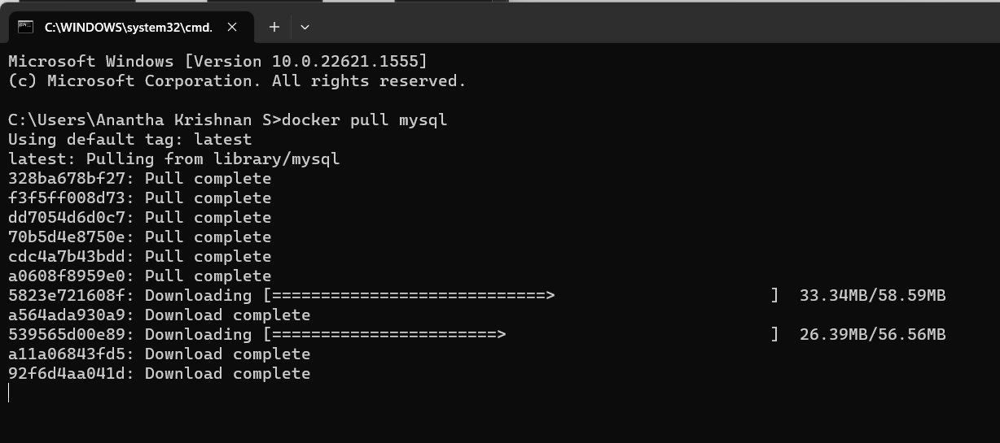 C:\WINDOWS\system32\cmd.
Microsoft Windows [Version 10.0.22621.1555]
(c) Microsoft Corporation. All rights reserved.
C:\Users\Anantha Krishnan S>docker pull mysql
Using default tag: latest
latest: Pulling from library/mysql
328ba678bf27: Pull complete
f3f5ff008d73: Pull complete
dd7054d6d0c7: Pull complete
70b5d4e8750e: Pull complete
cdc4a7b43bdd: Pull complete
a0608f8959e0: Pull complete
5823e721608f: Downloading [============================>                      ]  33.34MB/58.59MB
a564ada930a9: Download complete
539565d00e89: Downloading [=======================>                           ]  26.39MB/56.56MB
a11a06843fd5: Download complete
92f6d4aa041d: Download complete